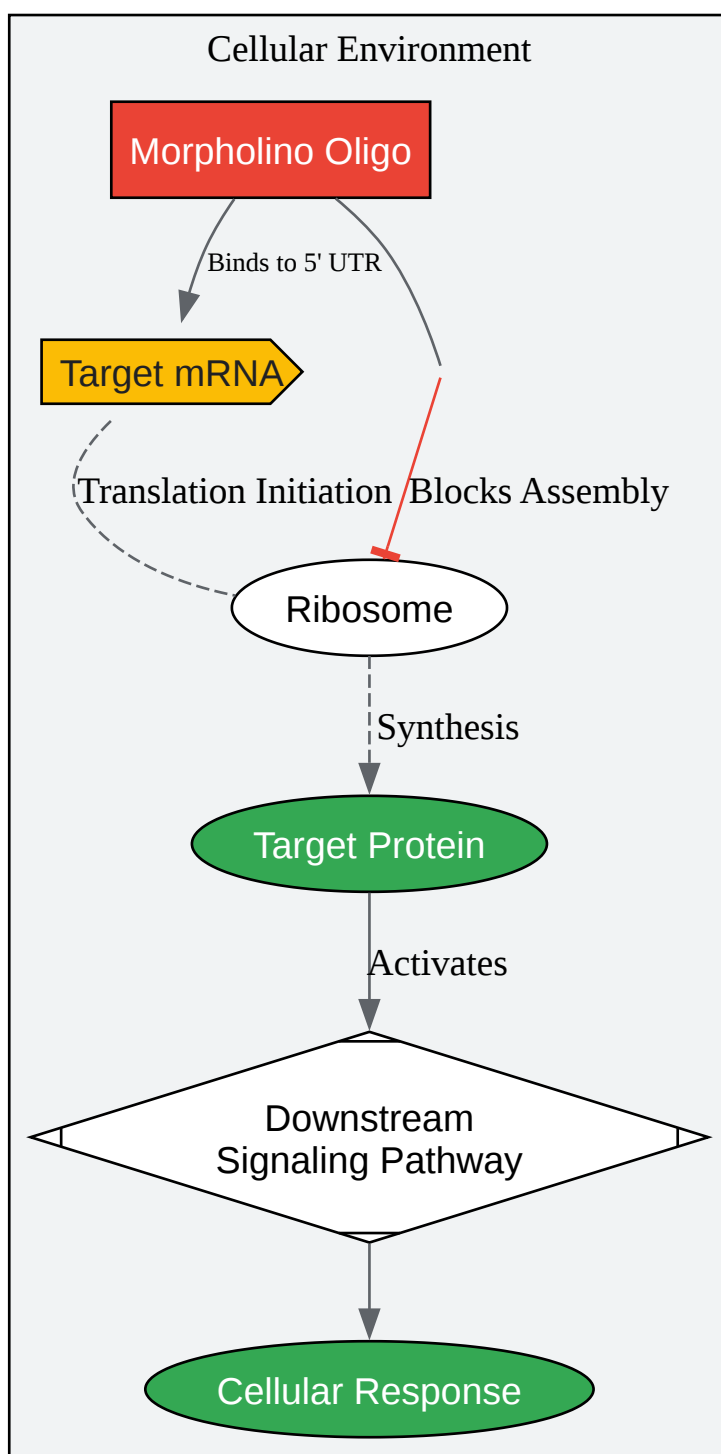 Cellular Environment
Morpholino Oligo
Binds to 5' UTR
Target mRNA
Translation Initiation
Blocks Assembly
Ribosome
Synthesis
Target Protein
Activates
Downstream
Signaling Pathway
Cellular Response